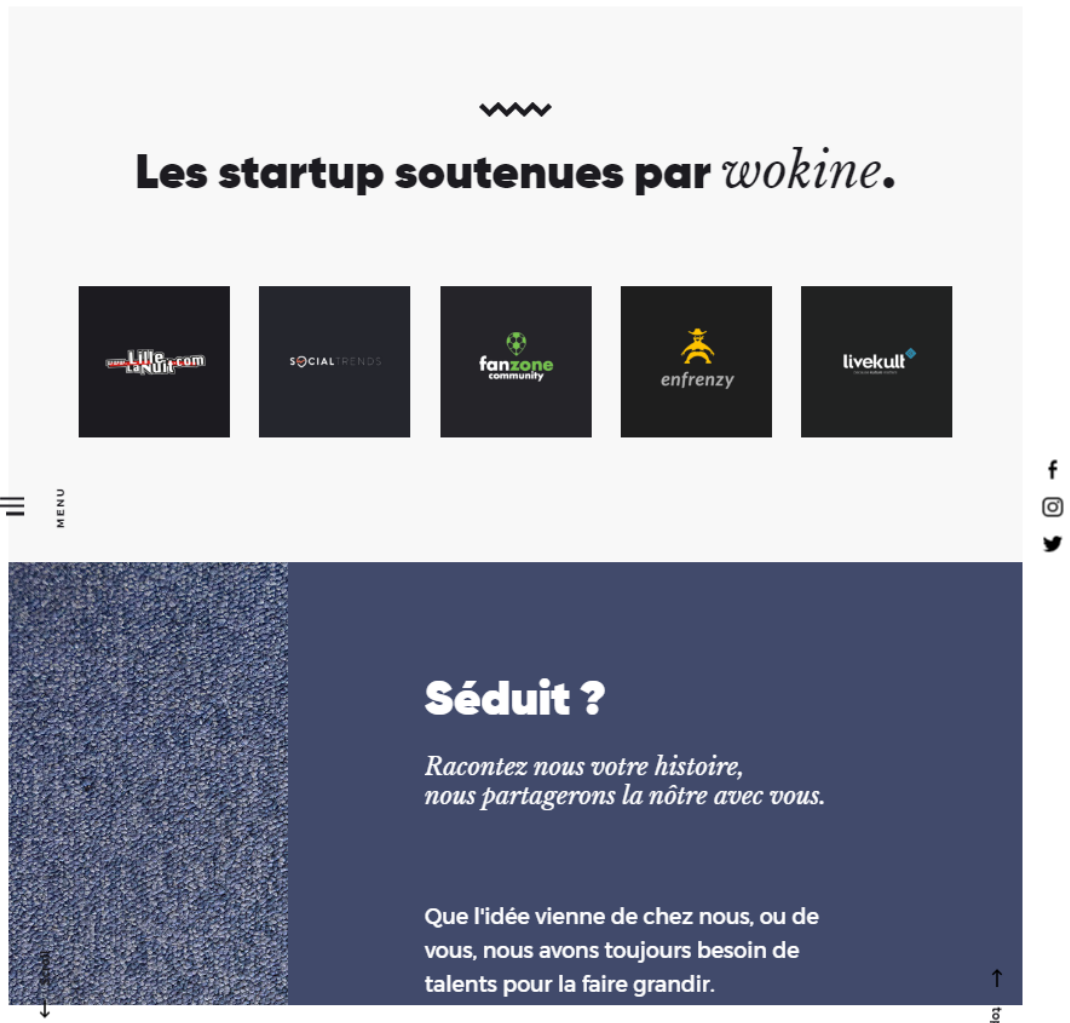 Les startup soutenues par wokine.
Lille
LaNuit.com
SOCIALTRENDS
fanzone
community
enfrenzy
livekult
MENU
Séduit ?
Racontez nous votre histoire,
nous partagerons la nôtre avec vous.
Que l'idée vienne de chez nous, ou de
vous, nous avons toujours besoin de
talents pour la faire grandir.